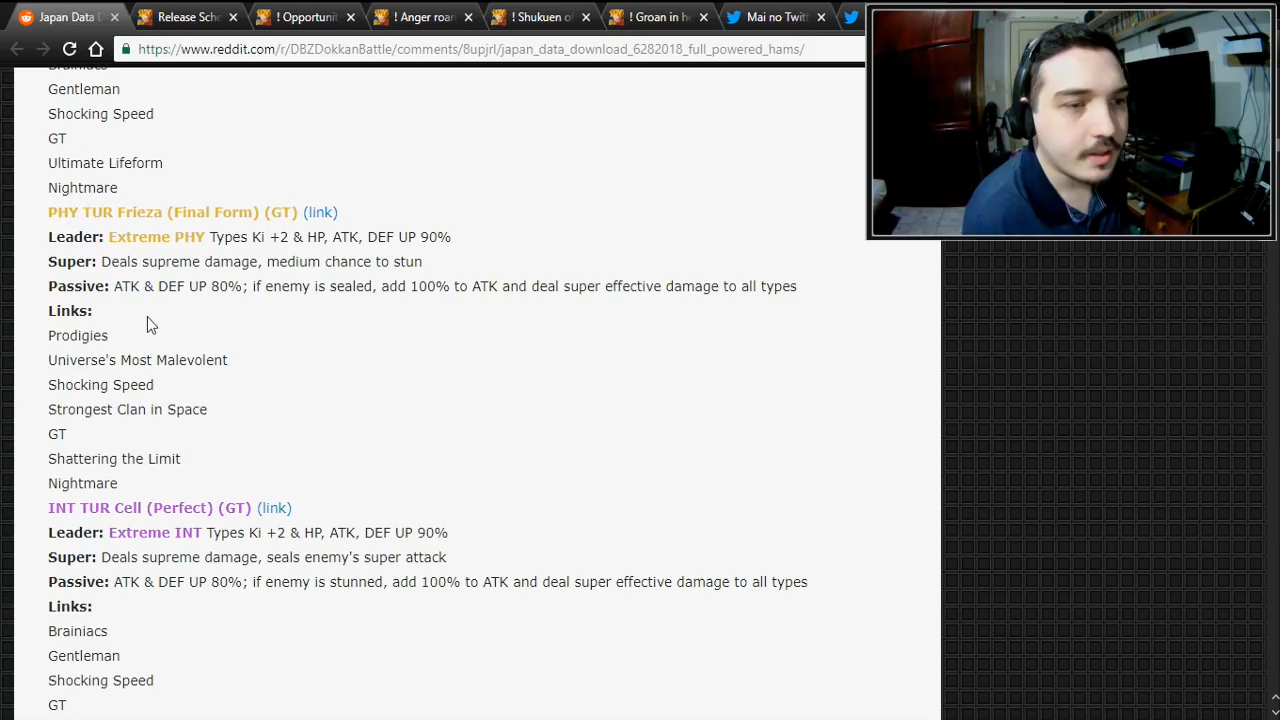 Japan Data D
Release Sche
! Opportunit
! Anger roar
! Shukuen of
! Groan in he
Mai no Twitt
https://www.reddit.com/r/DBZDokkanBattle/comments/8upjrl/japan_data_download_6282018_full_powered_hams/
Brainiacs
Gentleman
Shocking Speed
GT
Ultimate Lifeform
Nightmare
PHY TUR Frieza (Final Form) (GT) (link)
Leader: Extreme PHY Types Ki +2 & HP, ATK, DEF UP 90%
Super: Deals supreme damage, medium chance to stun
Passive: ATK & DEF UP 80%; if enemy is sealed, add 100% to ATK and deal super effective damage to all types
Links:
Prodigies
Universe's Most Malevolent
Shocking Speed
Strongest Clan in Space
GT
Shattering the Limit
Nightmare
INT TUR Cell (Perfect) (GT) (link)
Leader: Extreme INT Types Ki +2 & HP, ATK, DEF UP 90%
Super: Deals supreme damage, seals enemy's super attack
Passive: ATK & DEF UP 80%; if enemy is stunned, add 100% to ATK and deal super effective damage to all types
Links:
Brainiacs
Gentleman
Shocking Speed
GT